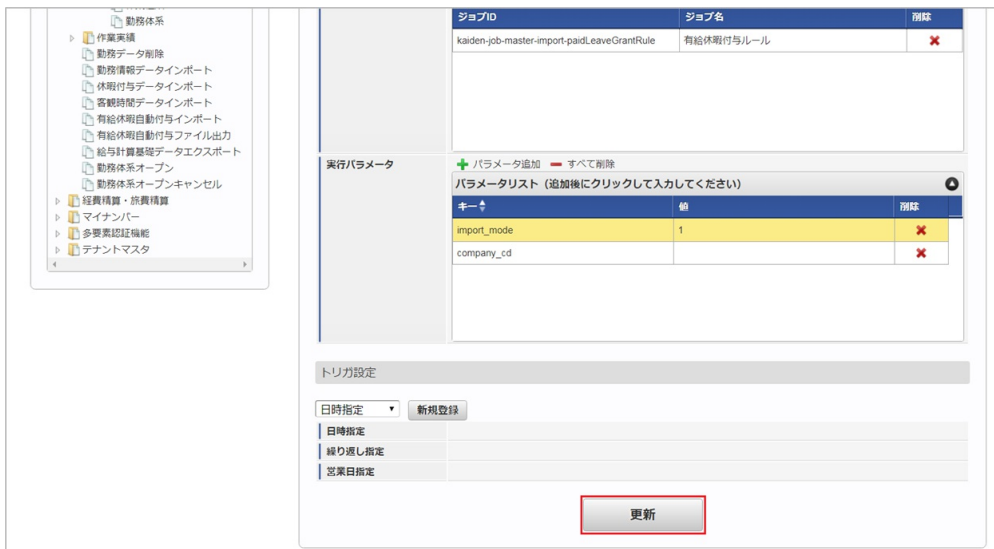 勤務体系
作業実績
勤務データ削除
勤務情報データインポート
休暇付与データインポート
客観時間データインポート
有給休暇自動付与インポート
有給休暇自動付与ファイル出力
給与計算基礎データエクスポート
勤務体系オープン
勤務体系オープンキャンセル
経費精算・旅費精算
マイナンバー
多要素認証機能
テナントマスタ
ジョブID ジョブ名 削除
kaiden-job-master-import-paidLeaveGrantRule 有給休暇付与ルール
実行パラメータ
パラメータ追加 すべて削除
パラメータリスト（追加後にクリックして入力してください）
キー 値 削除
import_mode 1
company_cd
トリガ設定
日時指定 新規登録
日時指定
繰り返し指定
営業日指定
更新